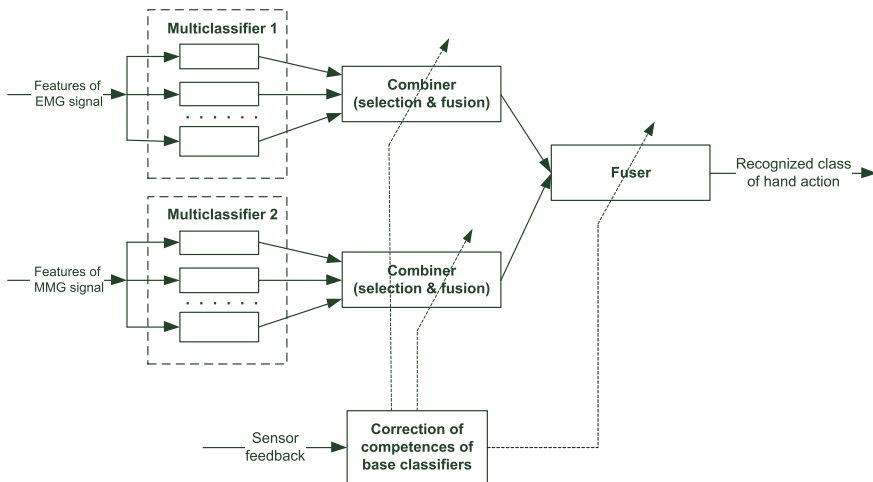 Multiclassifier 1
Features of
EMG signal
. . . . . .
Combiner
(selection & fusion)
Fuser
Recognized class
of hand action
Multiclassifier 2
Features of
MMG signal
. . . . . .
Combiner
(selection & fusion)
Sensor
feedback
Correction of
competences of
base classifiers